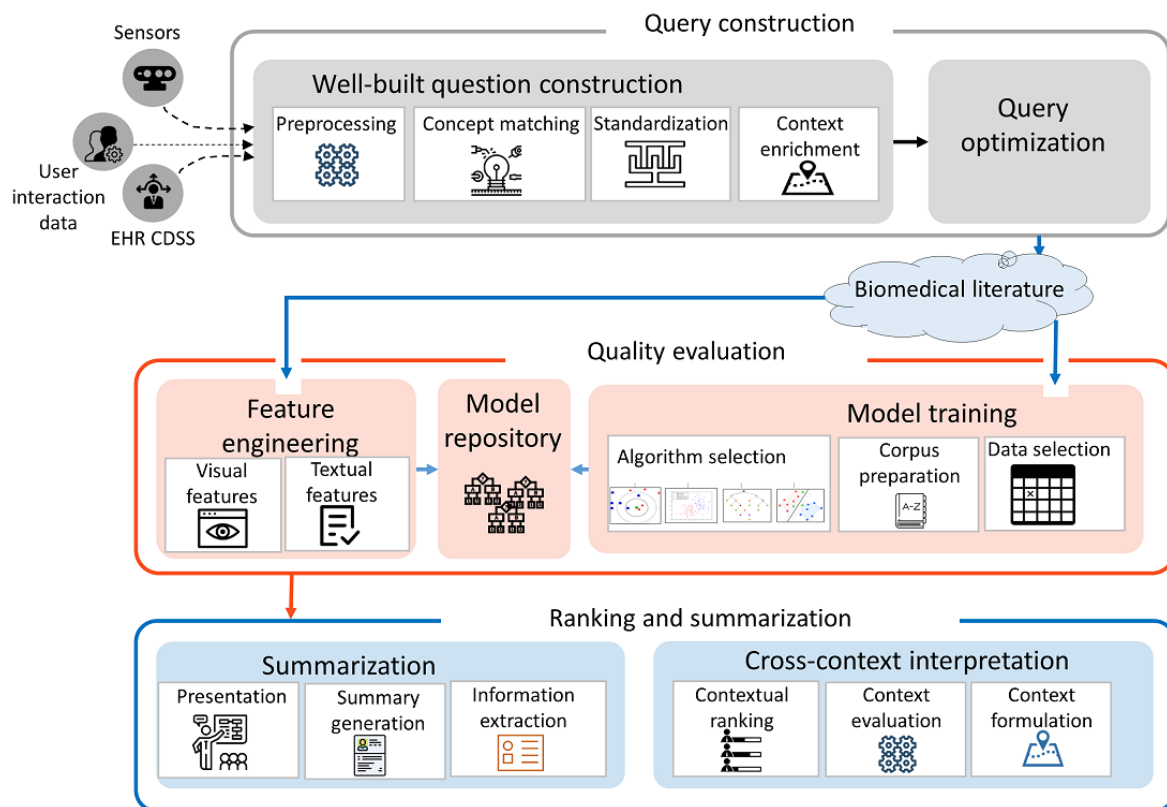 Sensors
User
interaction
data
EHR CDSS
Query construction
Well-built question construction
Preprocessing
Concept matching
Standardization
Context
enrichment
Query
optimization
Biomedical literature
Quality evaluation
Feature
engineering
Visual
features
Textual
features
Model
repository
Model training
Algorithm selection
Corpus
preparation
A-Z
Data selection
x
Ranking and summarization
Summarization
Presentation
Summary
generation
Information
extraction
Cross-context interpretation
Contextual
ranking
Context
evaluation
Context
formulation